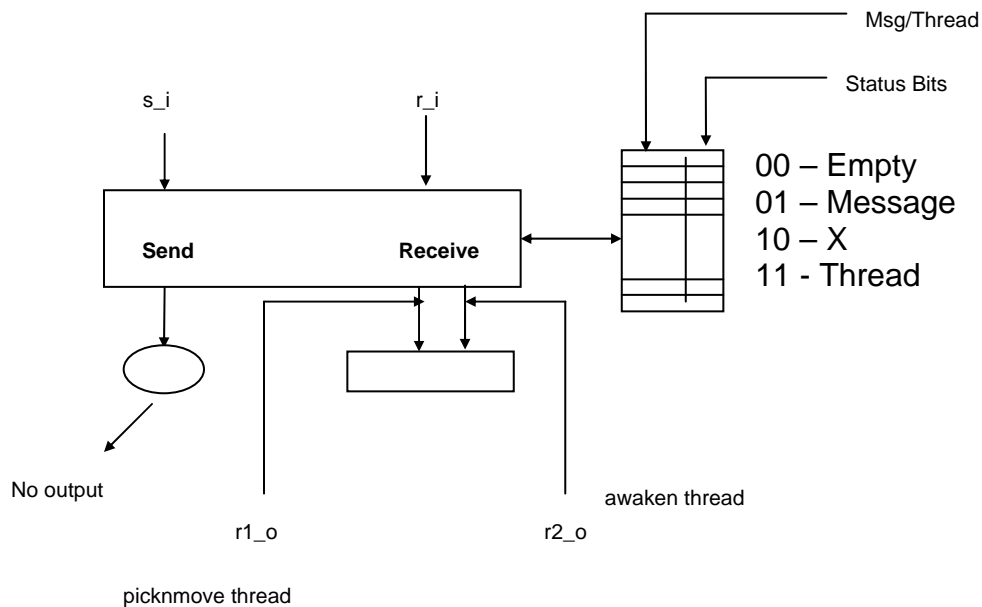 Msg/Thread
Status Bits
s_i
r_i
00 – Empty
01 – Message
10 – X
11 - Thread
Send
Receive
No output
awaken thread
r1_o
r2_o
picknmove thread